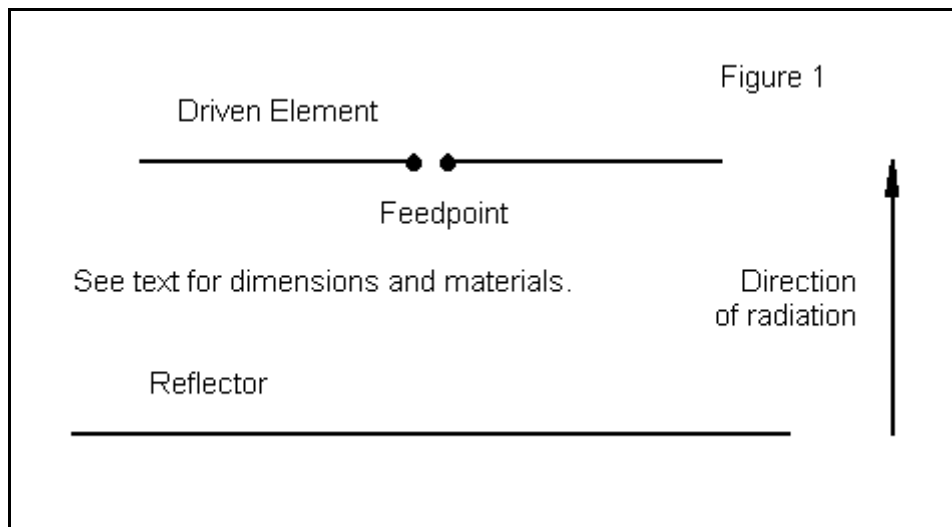 Figure 1
Driven Element
Feedpoint
See text for dimensions and materials.
Direction
of radiation
Reflector